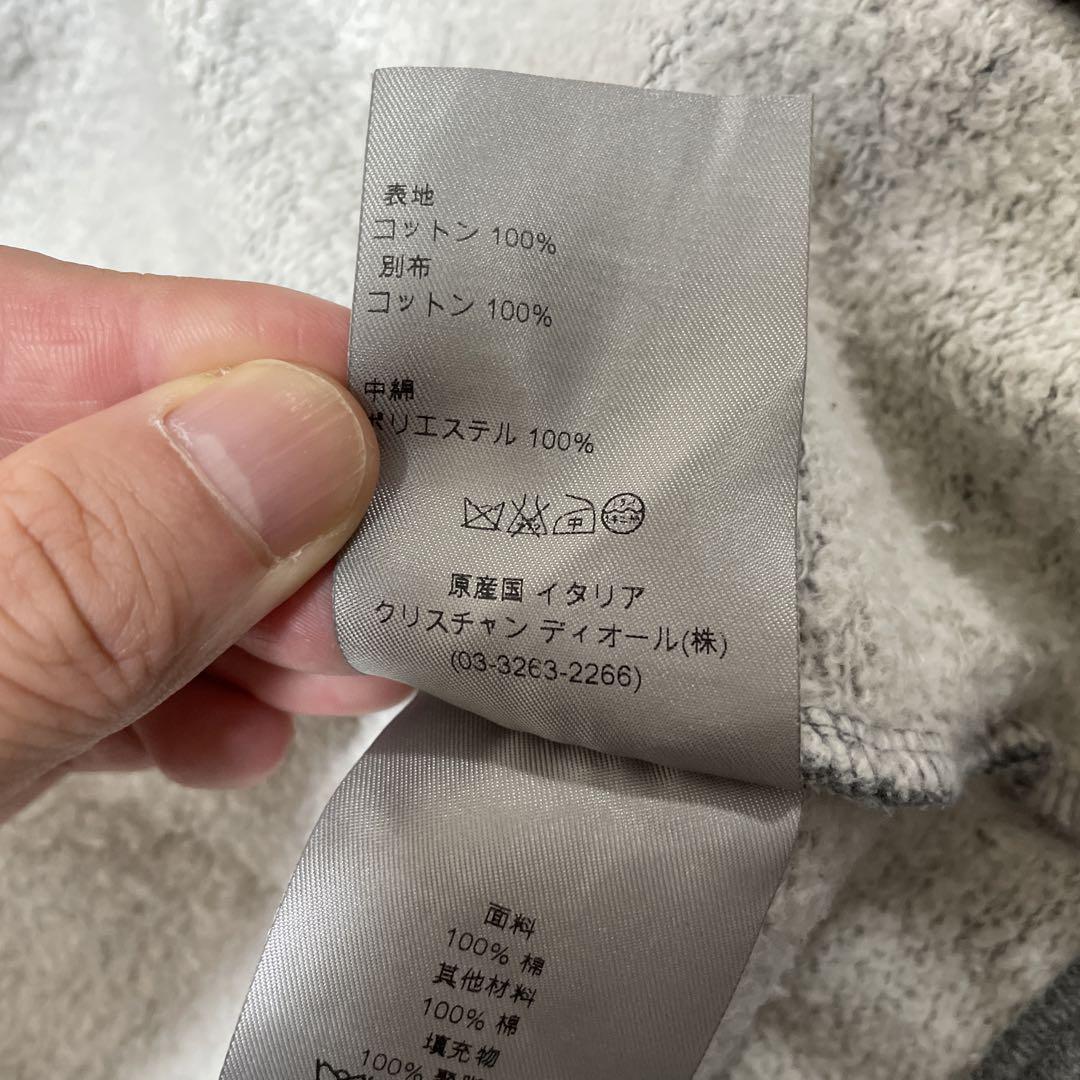 表地
コットン 100%
別布
コットン 100%
中綿
ポリエステル 100%
中
原産国 イタリア
クリスチャン ディオール(株)
(03-3263-2266)
面料
100% 棉
其他材料
100% 棉
填充物
100%